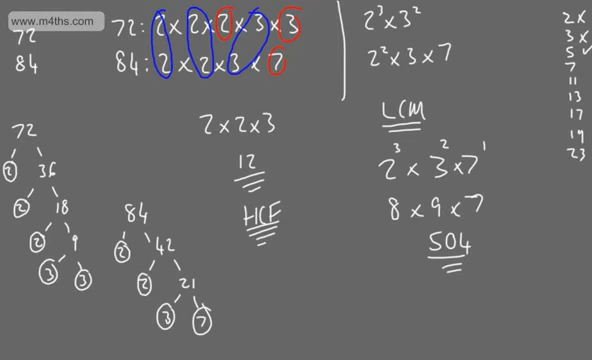 www.m4ths.com
72
84
72: 2 x 2 x 2 x 3 x 3
84: 2 x 2 x 3 x 7
2 x 2 x 3
12
HCF
72
2 36
2 18
2 9
3 3
84
2 42
2 21
3 7
2³ x 3²
2² x 3 x 7
LCM
2³ x 3² x 7¹
8 x 9 x 7
504
2 x
3 x
5 ✓
7
11
13
17
19
23